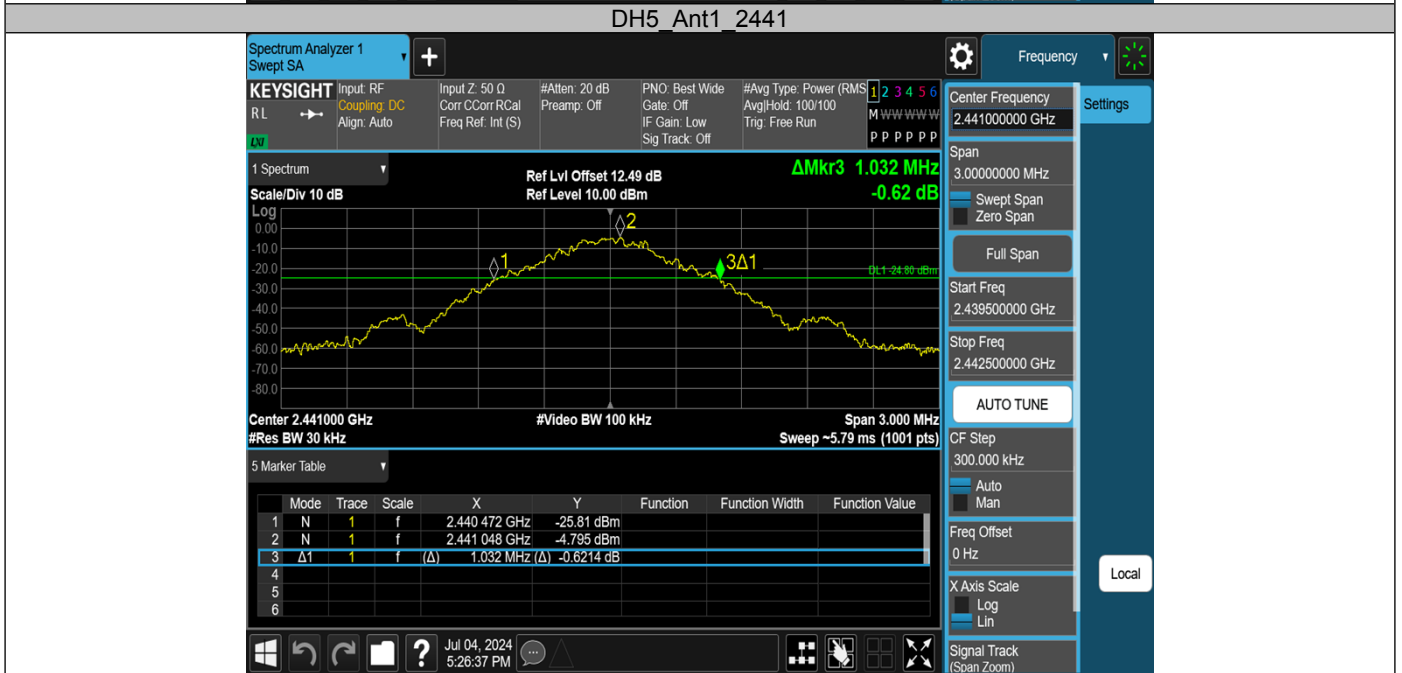 DH5_Ant1_2441
Spectrum Analyzer 1
Swept SA
+
Frequency
KEYSIGHT
RL
LXI
Input: RF
Coupling: DC
Align: Auto
Input Z: 50 Ω
Corr CCorr RCal
Freq Ref: Int (S)
#Atten: 20 dB
Preamp: Off
PNO: Best Wide
Gate: Off
IF Gain: Low
Sig Track: Off
#Avg Type: Power (RMS
Avg|Hold: 100/100
Trig: Free Run
1 2 3 4 5 6
M W W W W W
P P P P P P
1 Spectrum
Scale/Div 10 dB
Ref Lvl Offset 12.49 dB
Ref Level 10.00 dBm
ΔMkr3 1.032 MHz
-0.62 dB
Log
0.00
-10.0
-20.0
-30.0
-40.0
-50.0
-60.0
-70.0
-80.0
1
2
3Δ1
DL1 -24.80 dBm
Center 2.441000 GHz
#Video BW 100 kHz
Span 3.000 MHz
#Res BW 30 kHz
Sweep ~5.79 ms (1001 pts)
5 Marker Table
Mode Trace Scale X Y Function Function Width Function Value
1 N 1 f 2.440 472 GHz -25.81 dBm
2 N 1 f 2.441 048 GHz -4.795 dBm
3 Δ1 1 f (Δ) 1.032 MHz (Δ) -0.6214 dB
4
5
6
?
Jul 04, 2024
5:26:37 PM
Center Frequency
2.441000000 GHz
Settings
Span
3.00000000 MHz
Swept Span
Zero Span
Full Span
Start Freq
2.439500000 GHz
Stop Freq
2.442500000 GHz
AUTO TUNE
CF Step
300.000 kHz
Auto
Man
Freq Offset
0 Hz
X Axis Scale
Log
Lin
Local
Signal Track
(Span Zoom)